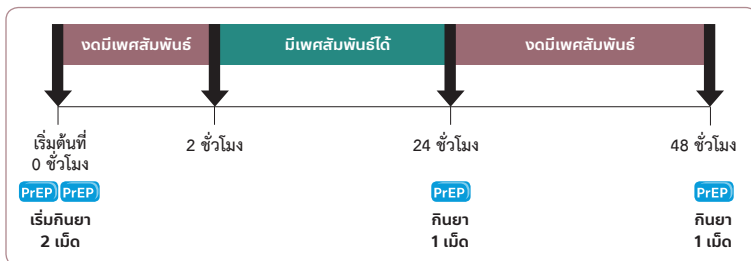 งดมีเพศสัมพันธ์ มีเพศสัมพันธ์ได้ งดมีเพศสัมพันธ์
เริ่มต้นที่
0 ชั่วโมง
2 ชั่วโมง
24 ชั่วโมง
48 ชั่วโมง
PrEP PrEP
เริ่มกินยา
2 เม็ด
PrEP
กินยา
1 เม็ด
PrEP
กินยา
1 เม็ด